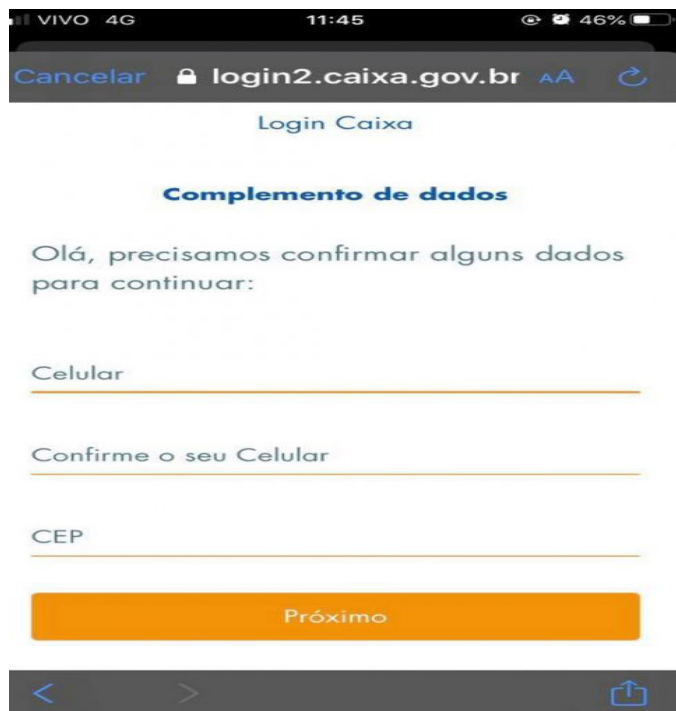 VIVO 4G 11:45 46%
Cancelar login2.caixa.gov.br AA
Login Caixa
Complemento de dados
Olá, precisamos confirmar alguns dados
para continuar:
Celular
Confirme o seu Celular
CEP
Próximo